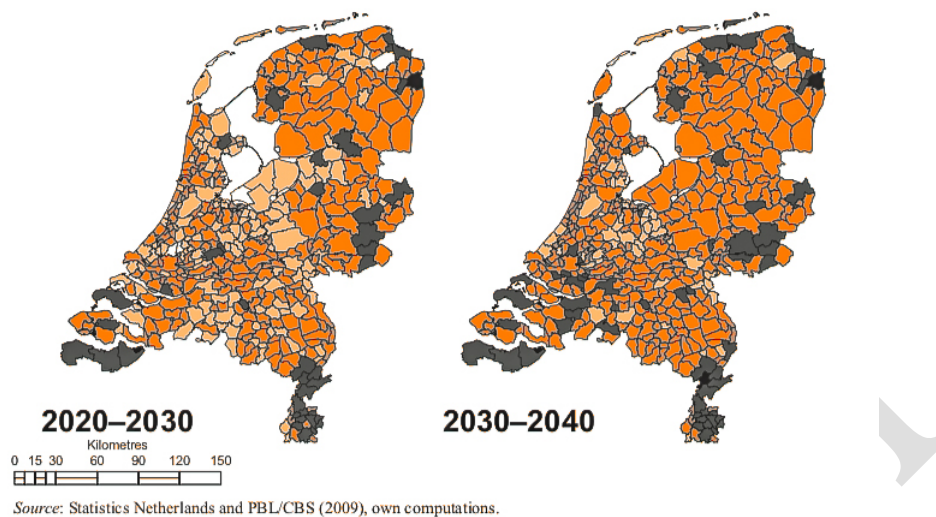 2020–2030
2030–2040
Kilometres
0 15 30 60 90 120 150
Source: Statistics Netherlands and PBL/CBS (2009), own computations.